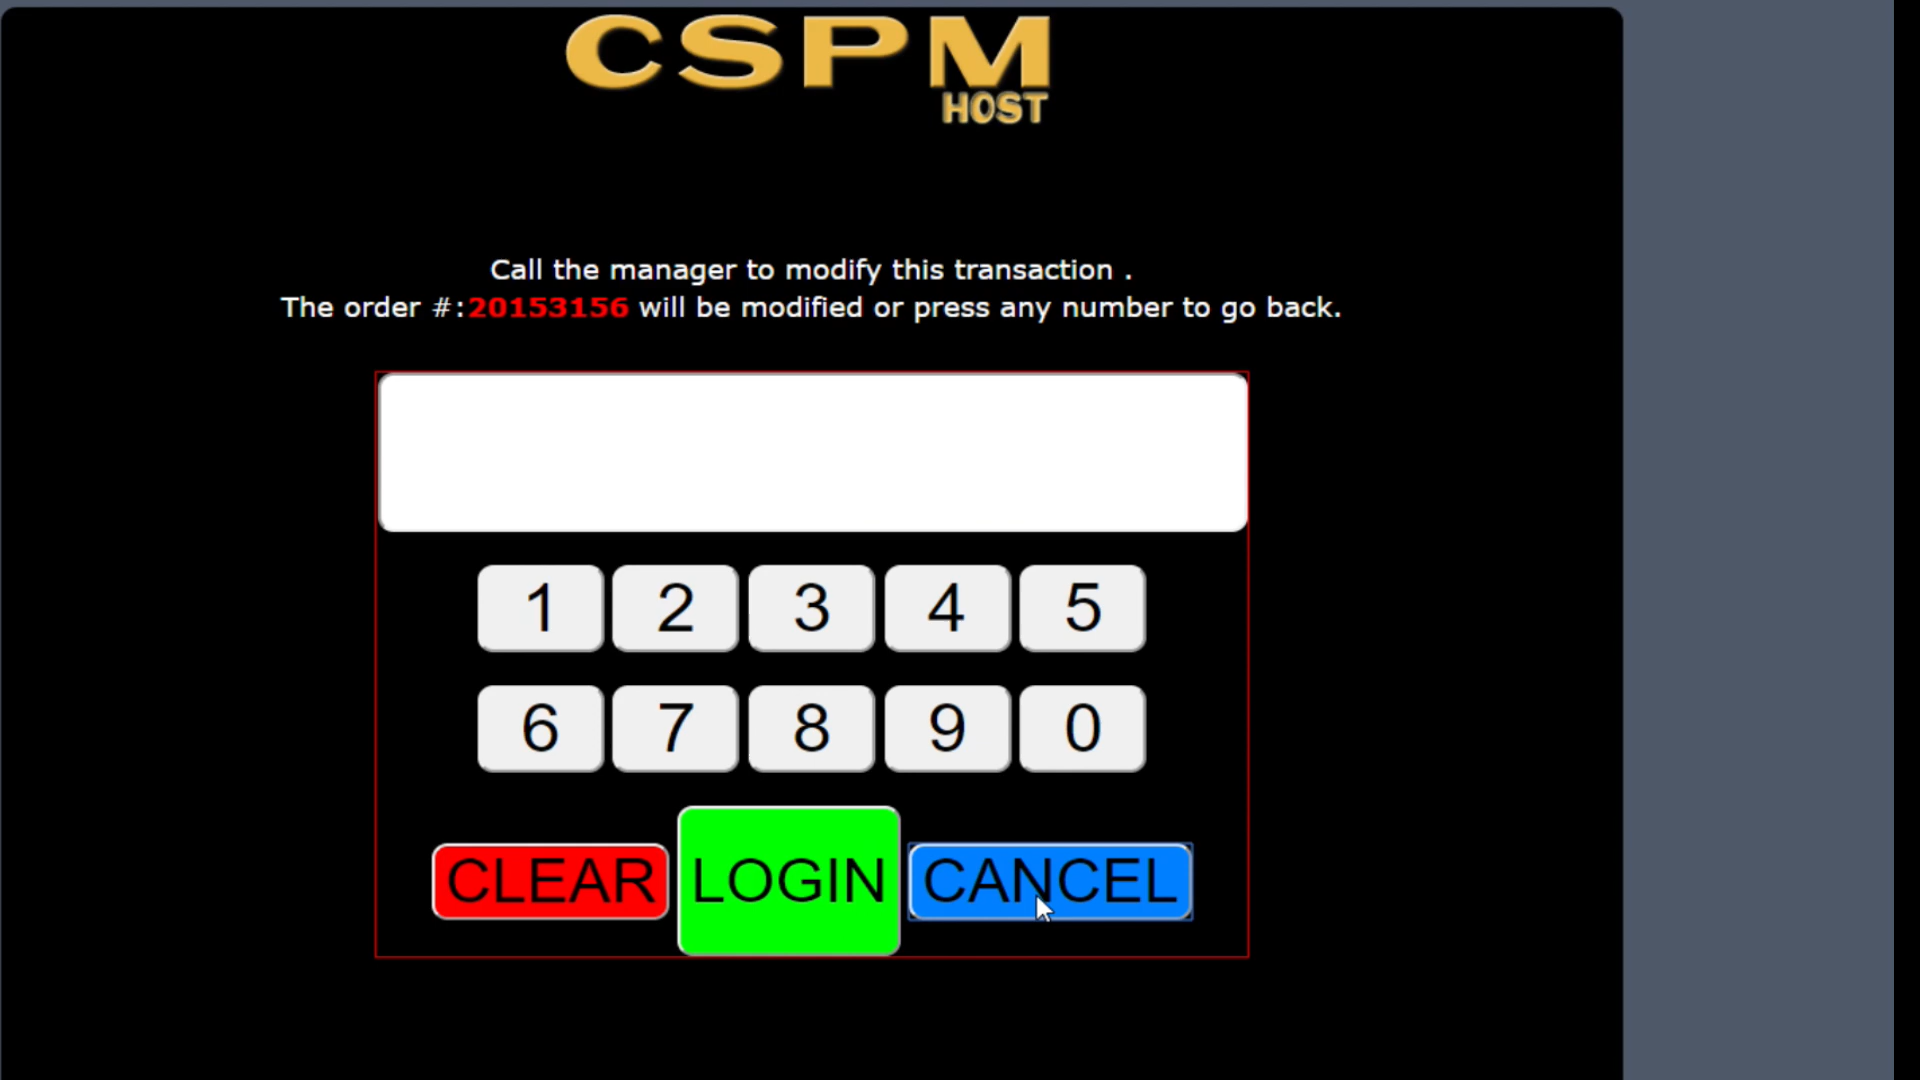 CSPM
HOST
Call the manager to modify this transaction .
The order #:20153156 will be modified or press any number to go back.
1 2 3 4 5
6 7 8 9 0
CLEAR LOGIN CANCEL